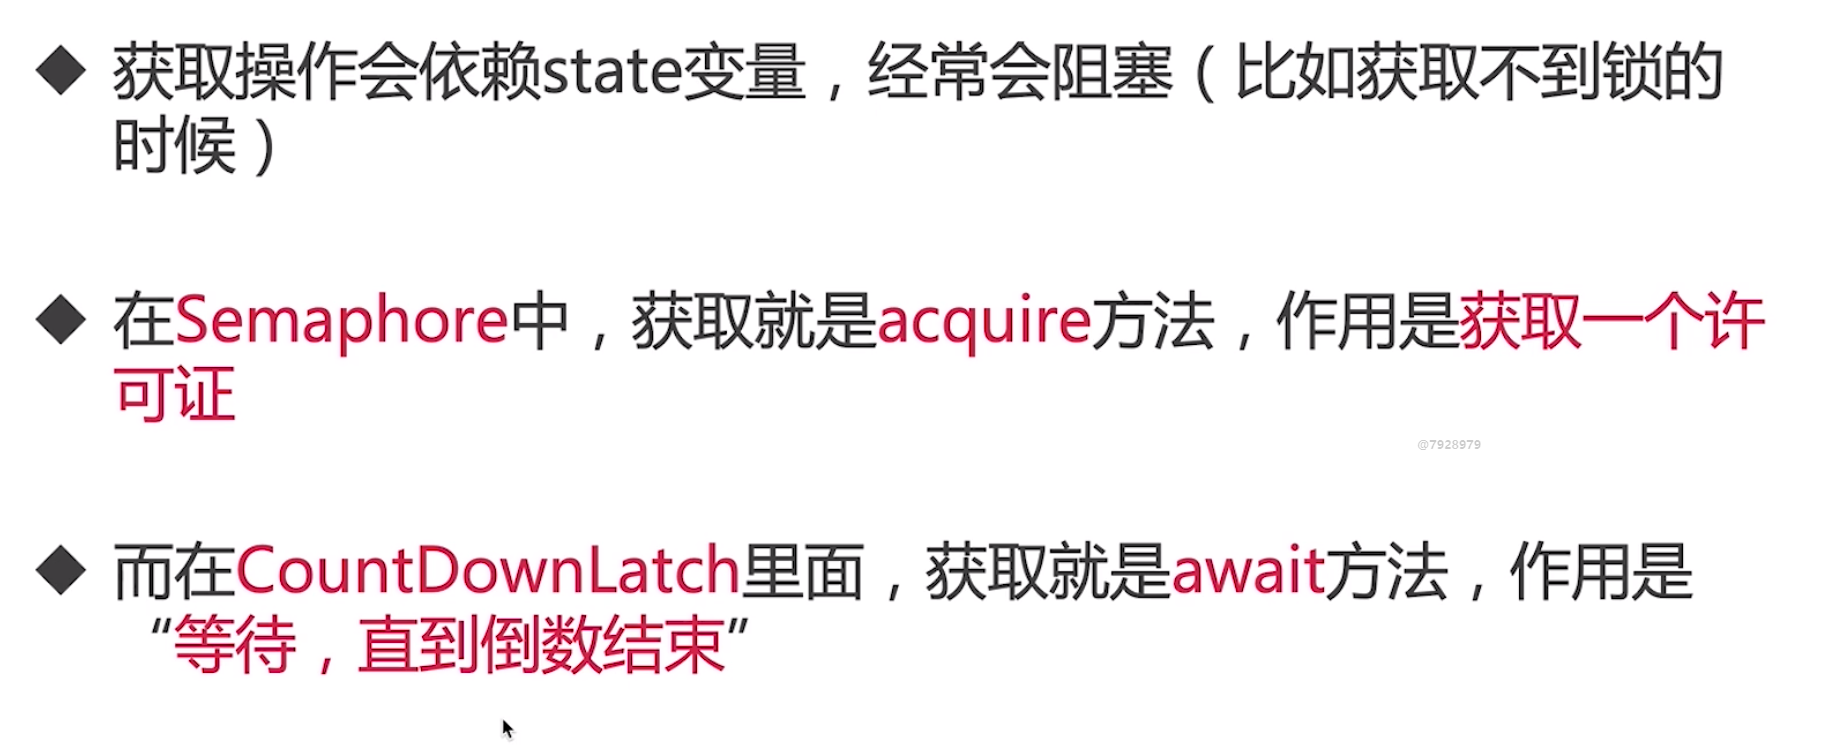 获取操作会依赖state变量，经常会阻塞（比如获取不到锁的
时候）
在Semaphore中，获取就是acquire方法，作用是获取一个许
可证
@7928979
而在CountDownLatch里面，获取就是await方法，作用是
“等待，直到倒数结束”